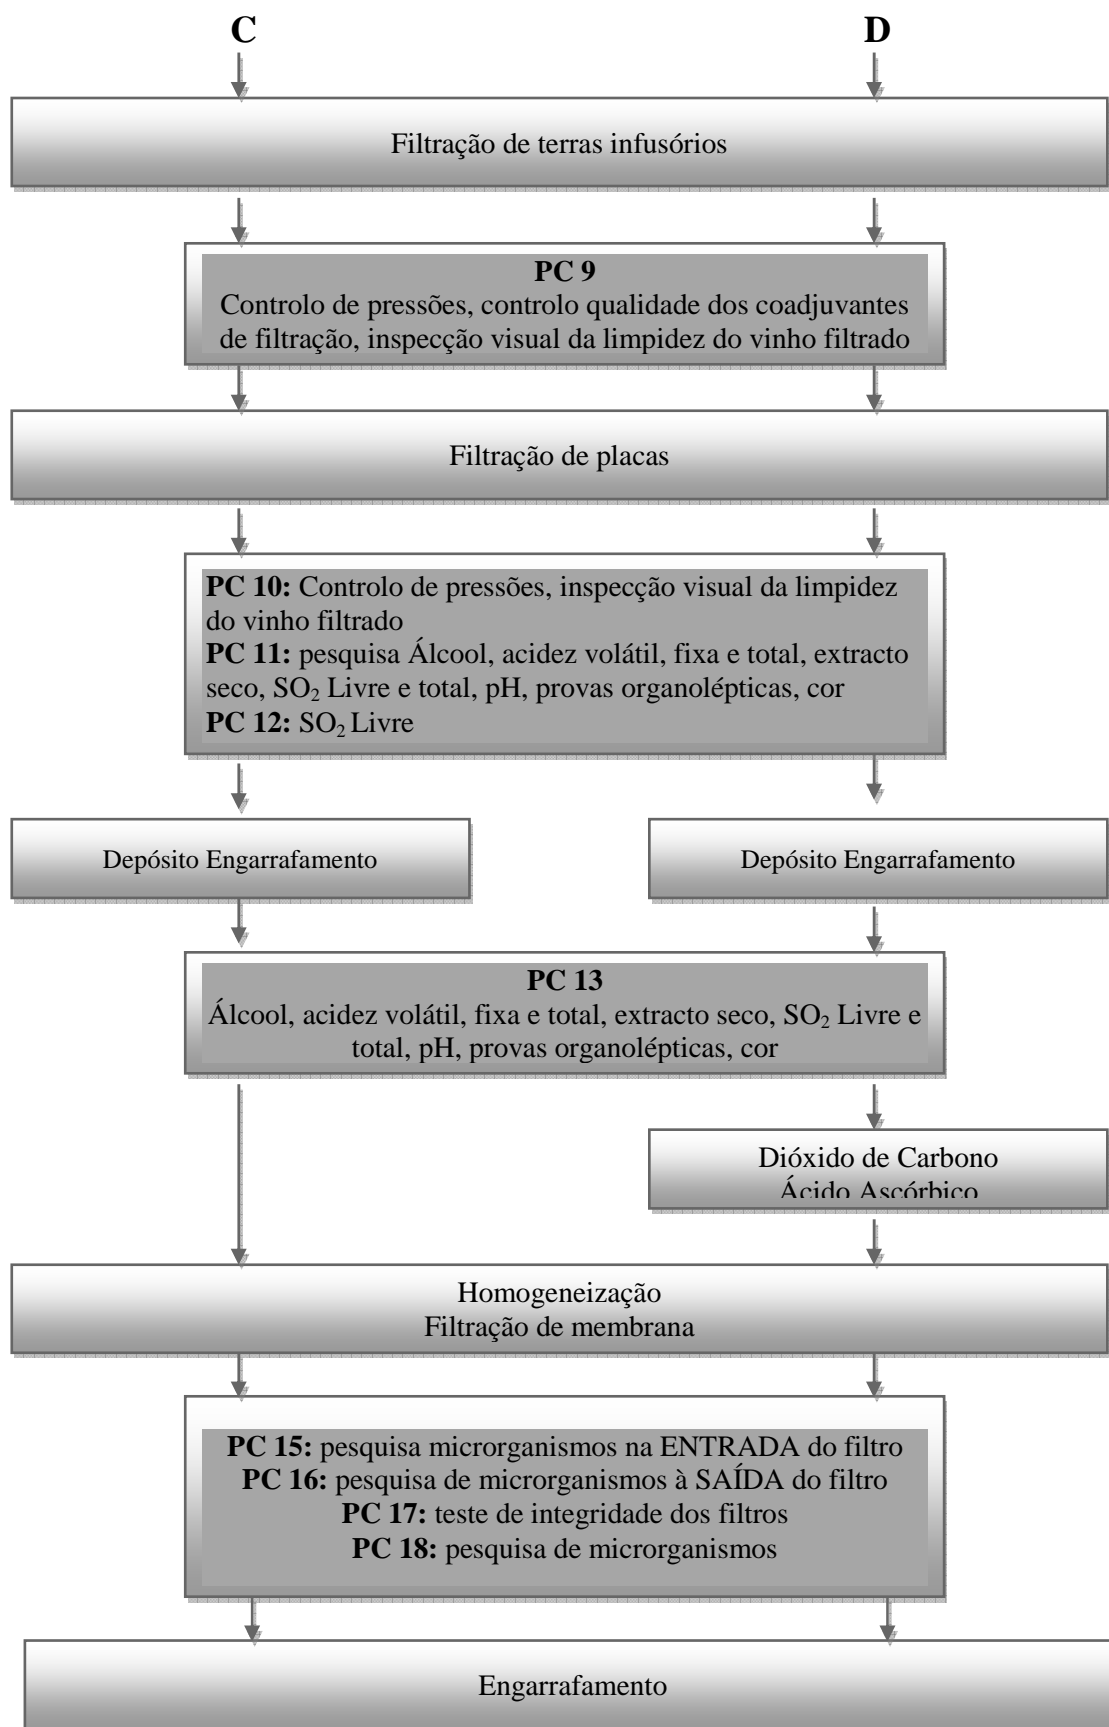 C
D
Filtração de terras infusórios
PC 9
Controlo de pressões, controlo qualidade dos coadjuvantes
de filtração, inspecção visual da limpidez do vinho filtrado
Filtração de placas
PC 10: Controlo de pressões, inspecção visual da limpidez
do vinho filtrado
PC 11: pesquisa Álcool, acidez volátil, fixa e total, extracto
seco, SO₂ Livre e total, pH, provas organolépticas, cor
PC 12: SO₂ Livre
Depósito Engarrafamento
Depósito Engarrafamento
PC 13
Álcool, acidez volátil, fixa e total, extracto seco, SO₂ Livre e
total, pH, provas organolépticas, cor
Dióxido de Carbono
Ácido Ascórbico
Homogeneização
Filtração de membrana
PC 15: pesquisa microrganismos na ENTRADA do filtro
PC 16: pesquisa de microrganismos à SAÍDA do filtro
PC 17: teste de integridade dos filtros
PC 18: pesquisa de microrganismos
Engarrafamento